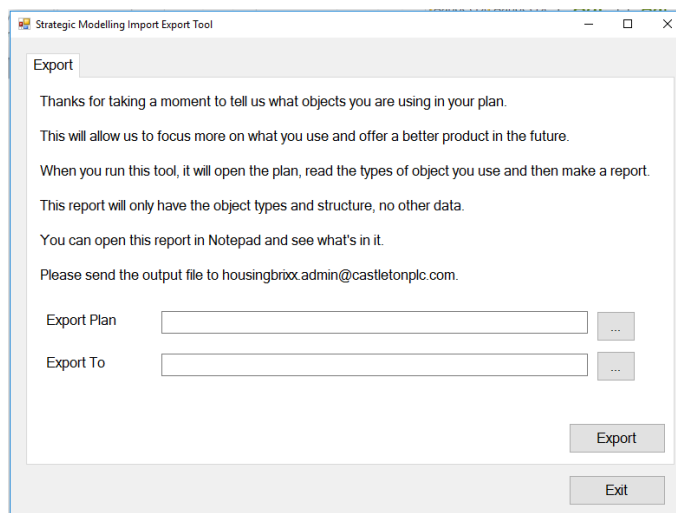 Strategic Modelling Import Export Tool
Export
Thanks for taking a moment to tell us what objects you are using in your plan.
This will allow us to focus more on what you use and offer a better product in the future.
When you run this tool, it will open the plan, read the types of object you use and then make a report.
This report will only have the object types and structure, no other data.
You can open this report in Notepad and see what's in it.
Please send the output file to housingbrixx.admin@castletonplc.com.
Export Plan
...
Export To
...
Export
Exit